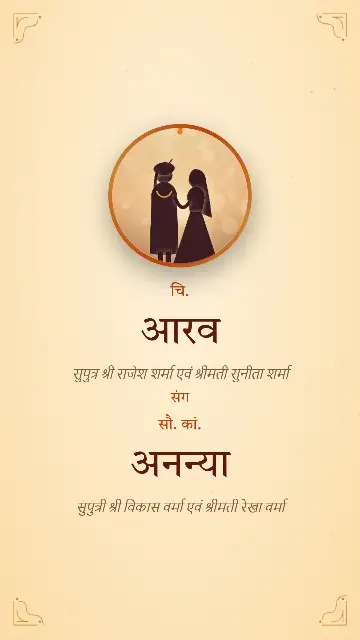 चि.
आरव
सुपुत्र श्री राजेश शर्मा एवं श्रीमती सुनीता शर्मा
संग
सौ. कां.
अनन्या
सुपुत्री श्री विकास वर्मा एवं श्रीमती रेखा वर्मा